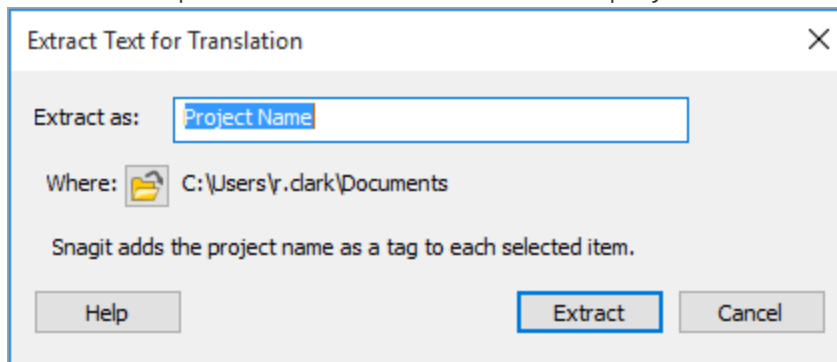 Extract Text for Translation
Extract as: Project Name
Where: C:\Users\r.clark\Documents
Snagit adds the project name as a tag to each selected item.
Help Extract Cancel